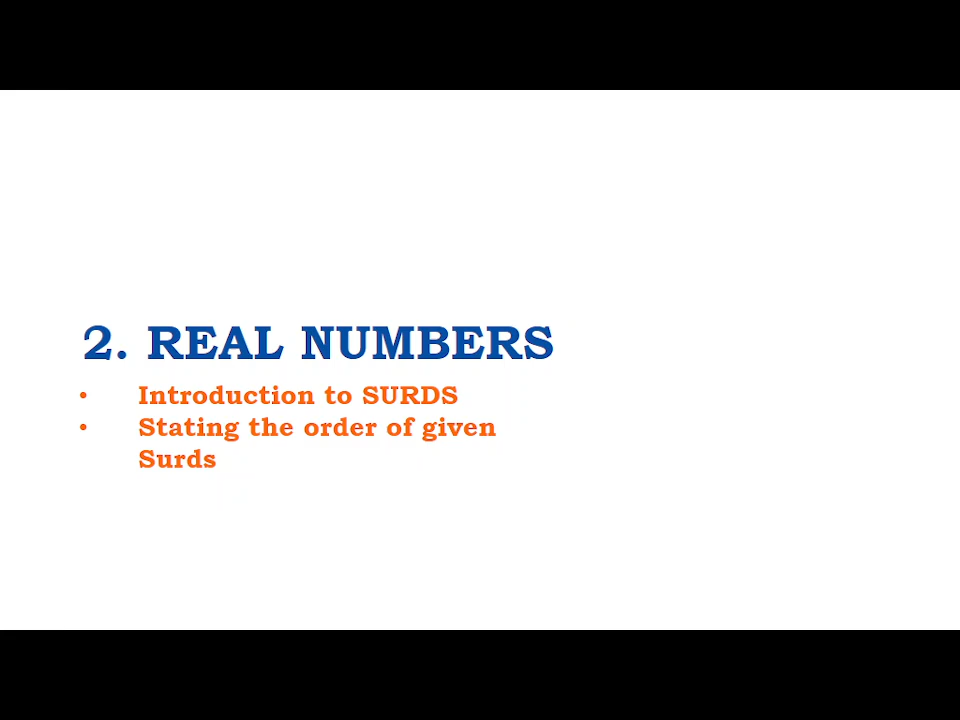 2. REAL NUMBERS
• Introduction to SURDS
• Stating the order of given
Surds